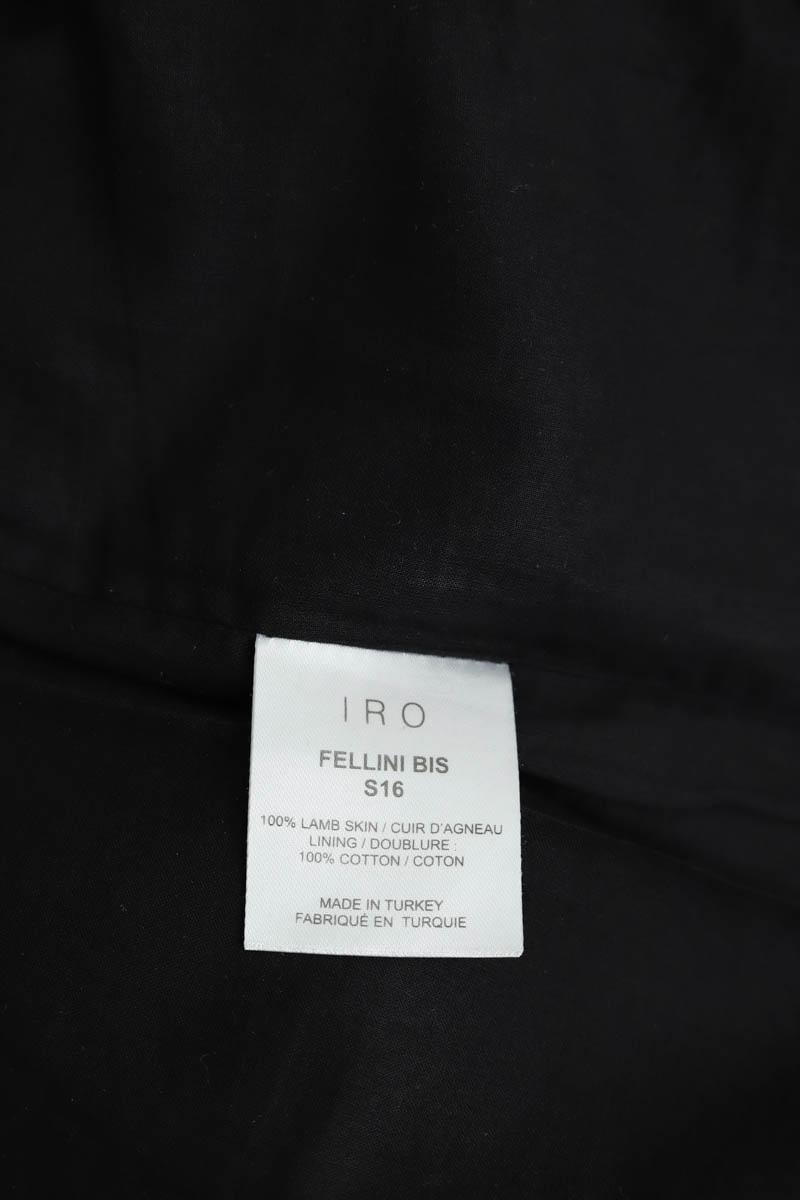 IRO
FELLINI BIS
S16
100% LAMB SKIN / CUIR D'AGNEAU
LINING / DOUBLURE :
100% COTTON / COTON
MADE IN TURKEY
FABRIQUÉ EN TURQUIE